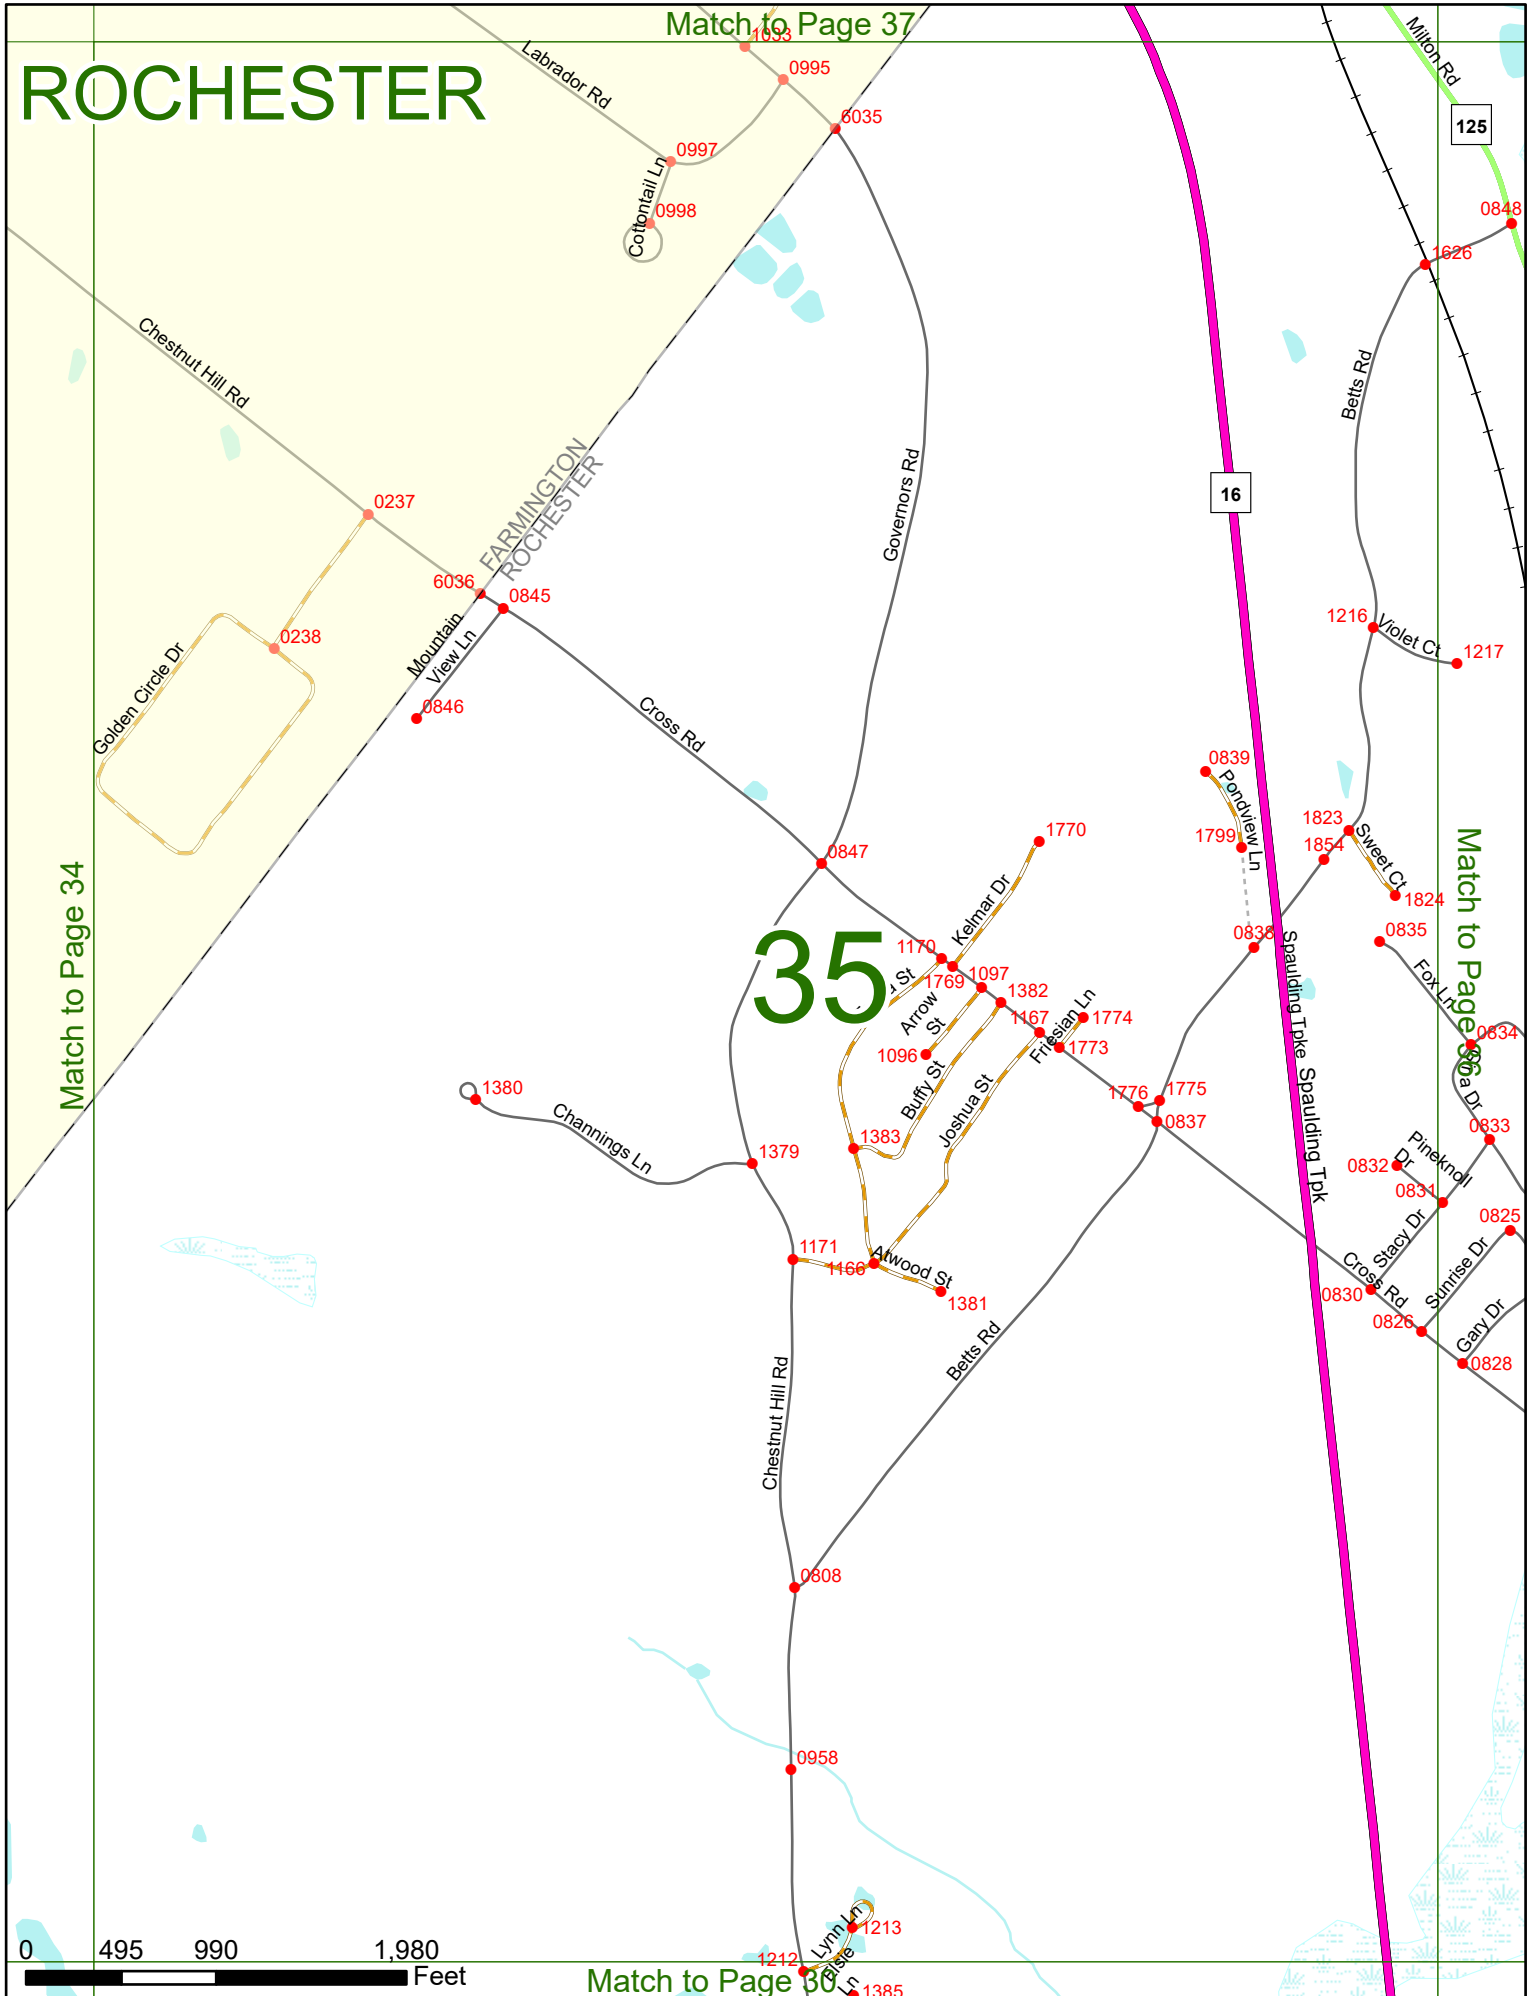 Match to Page 37
ROCHESTER
1033
0995
6035
Labrador Rd
0997
Cottontail Ln
0998
Milton Rd
125
0848
1626
Chestnut Hill Rd
Betts Rd
Governors Rd
FARMINGTON
ROCHESTER
16
0237
6036
0845
0238
Golden Circle Dr
Mountain
View Ln
0846
Cross Rd
1216
Violet Ct
1217
0839
Pondview Ln
1799
1823
1854
Sweet Ct
1824
1770
0847
Kelmar Dr
Match to Page 34
35
1170
1769
1097
St
Arrow
St
1382
1167
1096
Friesian Ln
1774
1773
0838
0835
Fox Ln
Match to Page 36
0834
Spaulding Tpke
Spaulding Tpk
Dr
1380
Channings Ln
Buffy St
Joshua St
1383
1776
1775
0837
0833
1379
0832
Pineknoll
Dr
0831
0825
1171
1166
Atwood St
1381
Stacy Dr
Sunrise Dr
0830
Cross Rd
0826
Gary Dr
0828
Betts Rd
Chestnut Hill Rd
0808
0958
1213
Lynn Ln
Elsie
Ln
1212
1385
0 495 990 1,980
Feet
Match to Page 30